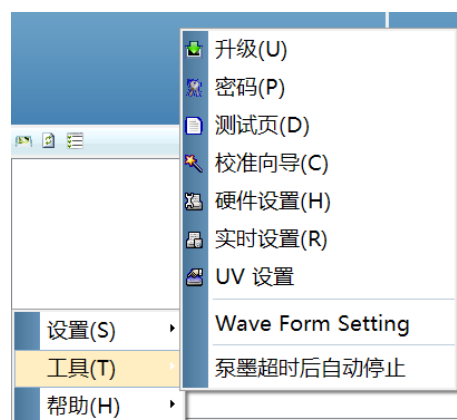 升级(U)
密码(P)
测试页(D)
校准向导(C)
硬件设置(H)
实时设置(R)
UV 设置
Wave Form Setting
泵墨超时后自动停止
设置(S)
工具(T)
帮助(H)